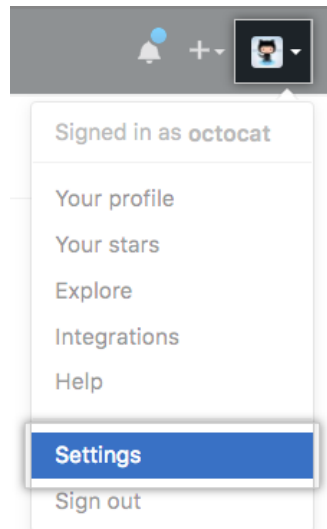 Signed in as octocat
Your profile
Your stars
Explore
Integrations
Help
Settings
Sign out